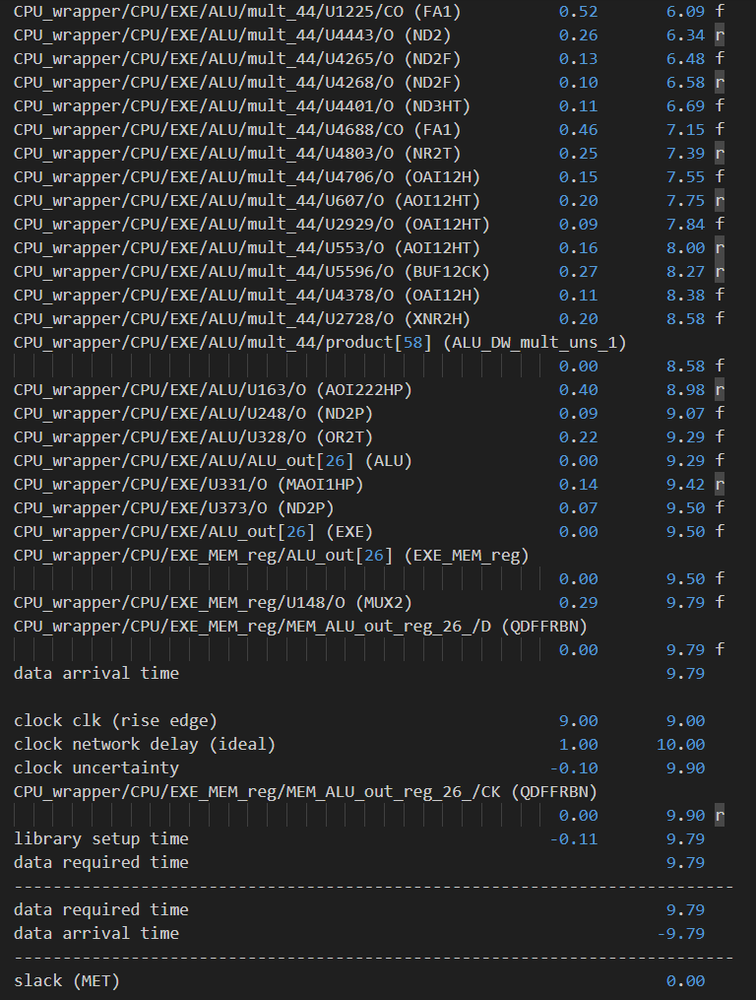 CPU_wrapper/CPU/EXE/ALU/mult_44/U1225/CO (FA1) 0.52 6.09 f
CPU_wrapper/CPU/EXE/ALU/mult_44/U4443/O (ND2) 0.26 6.34 r
CPU_wrapper/CPU/EXE/ALU/mult_44/U4265/O (ND2F) 0.13 6.48 f
CPU_wrapper/CPU/EXE/ALU/mult_44/U4268/O (ND2F) 0.10 6.58 r
CPU_wrapper/CPU/EXE/ALU/mult_44/U4401/O (ND3HT) 0.11 6.69 f
CPU_wrapper/CPU/EXE/ALU/mult_44/U4688/CO (FA1) 0.46 7.15 f
CPU_wrapper/CPU/EXE/ALU/mult_44/U4803/O (NR2T) 0.25 7.39 r
CPU_wrapper/CPU/EXE/ALU/mult_44/U4706/O (OAI12H) 0.15 7.55 f
CPU_wrapper/CPU/EXE/ALU/mult_44/U607/O (AOI12HT) 0.20 7.75 r
CPU_wrapper/CPU/EXE/ALU/mult_44/U2929/O (OAI12HT) 0.09 7.84 f
CPU_wrapper/CPU/EXE/ALU/mult_44/U553/O (AOI12HT) 0.16 8.00 r
CPU_wrapper/CPU/EXE/ALU/mult_44/U5596/O (BUF12CK) 0.27 8.27 r
CPU_wrapper/CPU/EXE/ALU/mult_44/U4378/O (OAI12H) 0.11 8.38 f
CPU_wrapper/CPU/EXE/ALU/mult_44/U2728/O (XNR2H) 0.20 8.58 f
CPU_wrapper/CPU/EXE/ALU/mult_44/product[58] (ALU_DW_mult_uns_1)
0.00 8.58 f
CPU_wrapper/CPU/EXE/ALU/U163/O (AOI222HP) 0.40 8.98 r
CPU_wrapper/CPU/EXE/ALU/U248/O (ND2P) 0.09 9.07 f
CPU_wrapper/CPU/EXE/ALU/U328/O (OR2T) 0.22 9.29 f
CPU_wrapper/CPU/EXE/ALU/ALU_out[26] (ALU) 0.00 9.29 f
CPU_wrapper/CPU/EXE/U331/O (MAOI1HP) 0.14 9.42 r
CPU_wrapper/CPU/EXE/U373/O (ND2P) 0.07 9.50 f
CPU_wrapper/CPU/EXE/ALU_out[26] (EXE) 0.00 9.50 f
CPU_wrapper/CPU/EXE_MEM_reg/ALU_out[26] (EXE_MEM_reg)
0.00 9.50 f
CPU_wrapper/CPU/EXE_MEM_reg/U148/O (MUX2) 0.29 9.79 f
CPU_wrapper/CPU/EXE_MEM_reg/MEM_ALU_out_reg_26_/D (QDFFRBN)
0.00 9.79 f
data arrival time 9.79
clock clk (rise edge) 9.00 9.00
clock network delay (ideal) 1.00 10.00
clock uncertainty -0.10 9.90
CPU_wrapper/CPU/EXE_MEM_reg/MEM_ALU_out_reg_26_/CK (QDFFRBN)
0.00 9.90 r
library setup time -0.11 9.79
data required time 9.79
---------------------------------------------------------------------------
data required time 9.79
data arrival time -9.79
---------------------------------------------------------------------------
slack (MET) 0.00